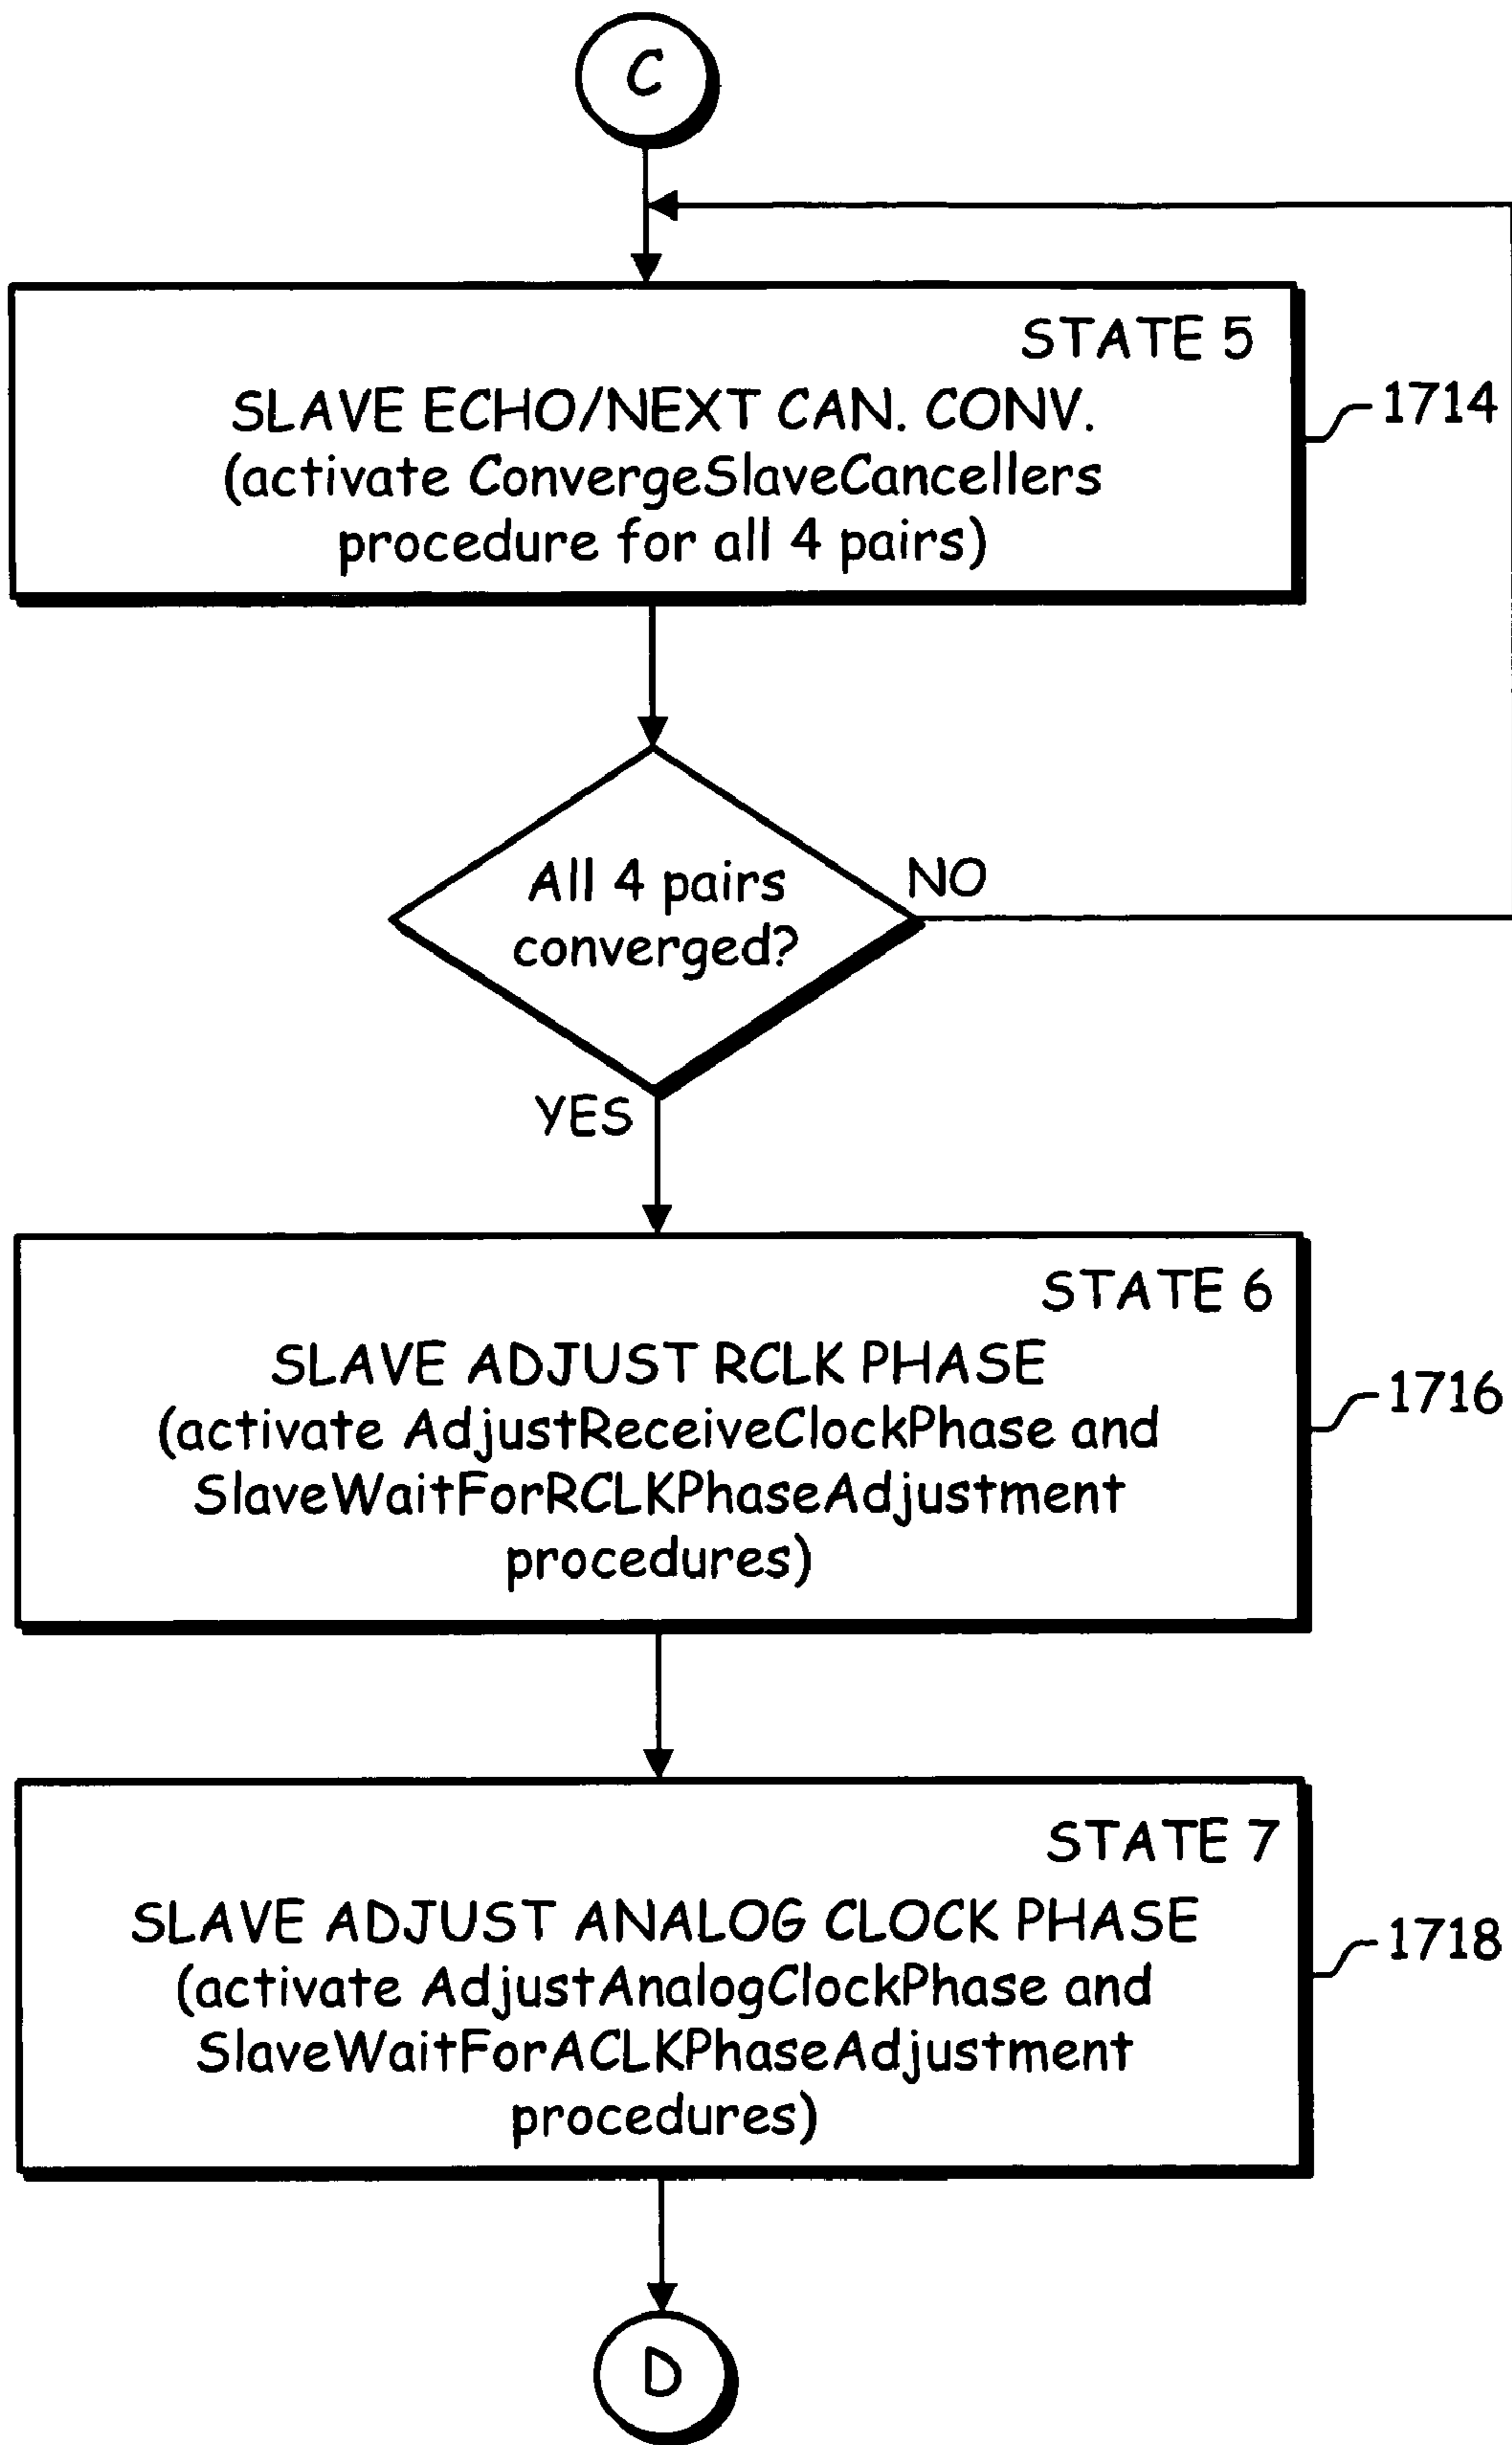 C
STATE 5
SLAVE ECHO/NEXT CAN. CONV.
(activate ConvergeSlaveCancellers
procedure for all 4 pairs)
1714
All 4 pairs
converged?
NO
YES
STATE 6
SLAVE ADJUST RCLK PHASE
(activate AdjustReceiveClockPhase and
SlaveWaitForRCLKPhaseAdjustment
procedures)
1716
STATE 7
SLAVE ADJUST ANALOG CLOCK PHASE
(activate AdjustAnalogClockPhase and
SlaveWaitForACLKPhaseAdjustment
procedures)
1718
D